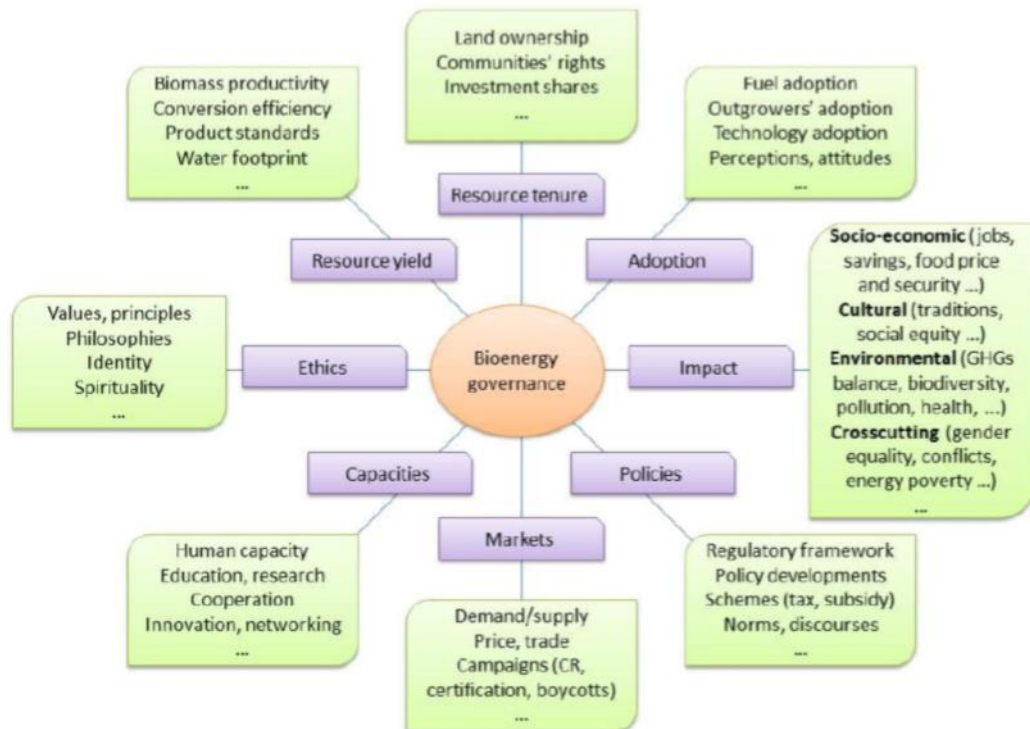 Land ownership
Communities' rights
Investment shares
...
Biomass productivity
Conversion efficiency
Product standards
Water footprint
...
Fuel adoption
Outgrowers' adoption
Technology adoption
Perceptions, attitudes
...
Resource tenure
Resource yield
Adoption
Values, principles
Philosophies
Identity
Spirituality
...
Ethics
Bioenergy
governance
Impact
Socio-economic (jobs,
savings, food price
and security ...)
Cultural (traditions,
social equity ...)
Environmental (GHGs
balance, biodiversity,
pollution, health, ...)
Crosscutting (gender
equality, conflicts,
energy poverty ...)
...
Capacities
Policies
Markets
Human capacity
Education, research
Cooperation
Innovation, networking
...
Demand/supply
Price, trade
Campaigns (CR,
certification, boycotts)
...
Regulatory framework
Policy developments
Schemes (tax, subsidy)
Norms, discourses
...